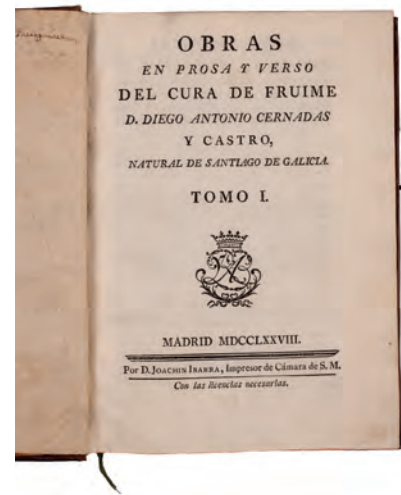 OBRAS
EN PROSA Y VERSO
DEL CURA DE FRUIME
D. DIEGO ANTONIO CERNADAS
Y CASTRO,
NATURAL DE SANTIAGO DE GALICIA.
TOMO I.
MADRID MDCCLXXVIII.
Por D. JOACHIN IBARRA, Impresor de Cámara de S. M.
Con las licencias necesarias.